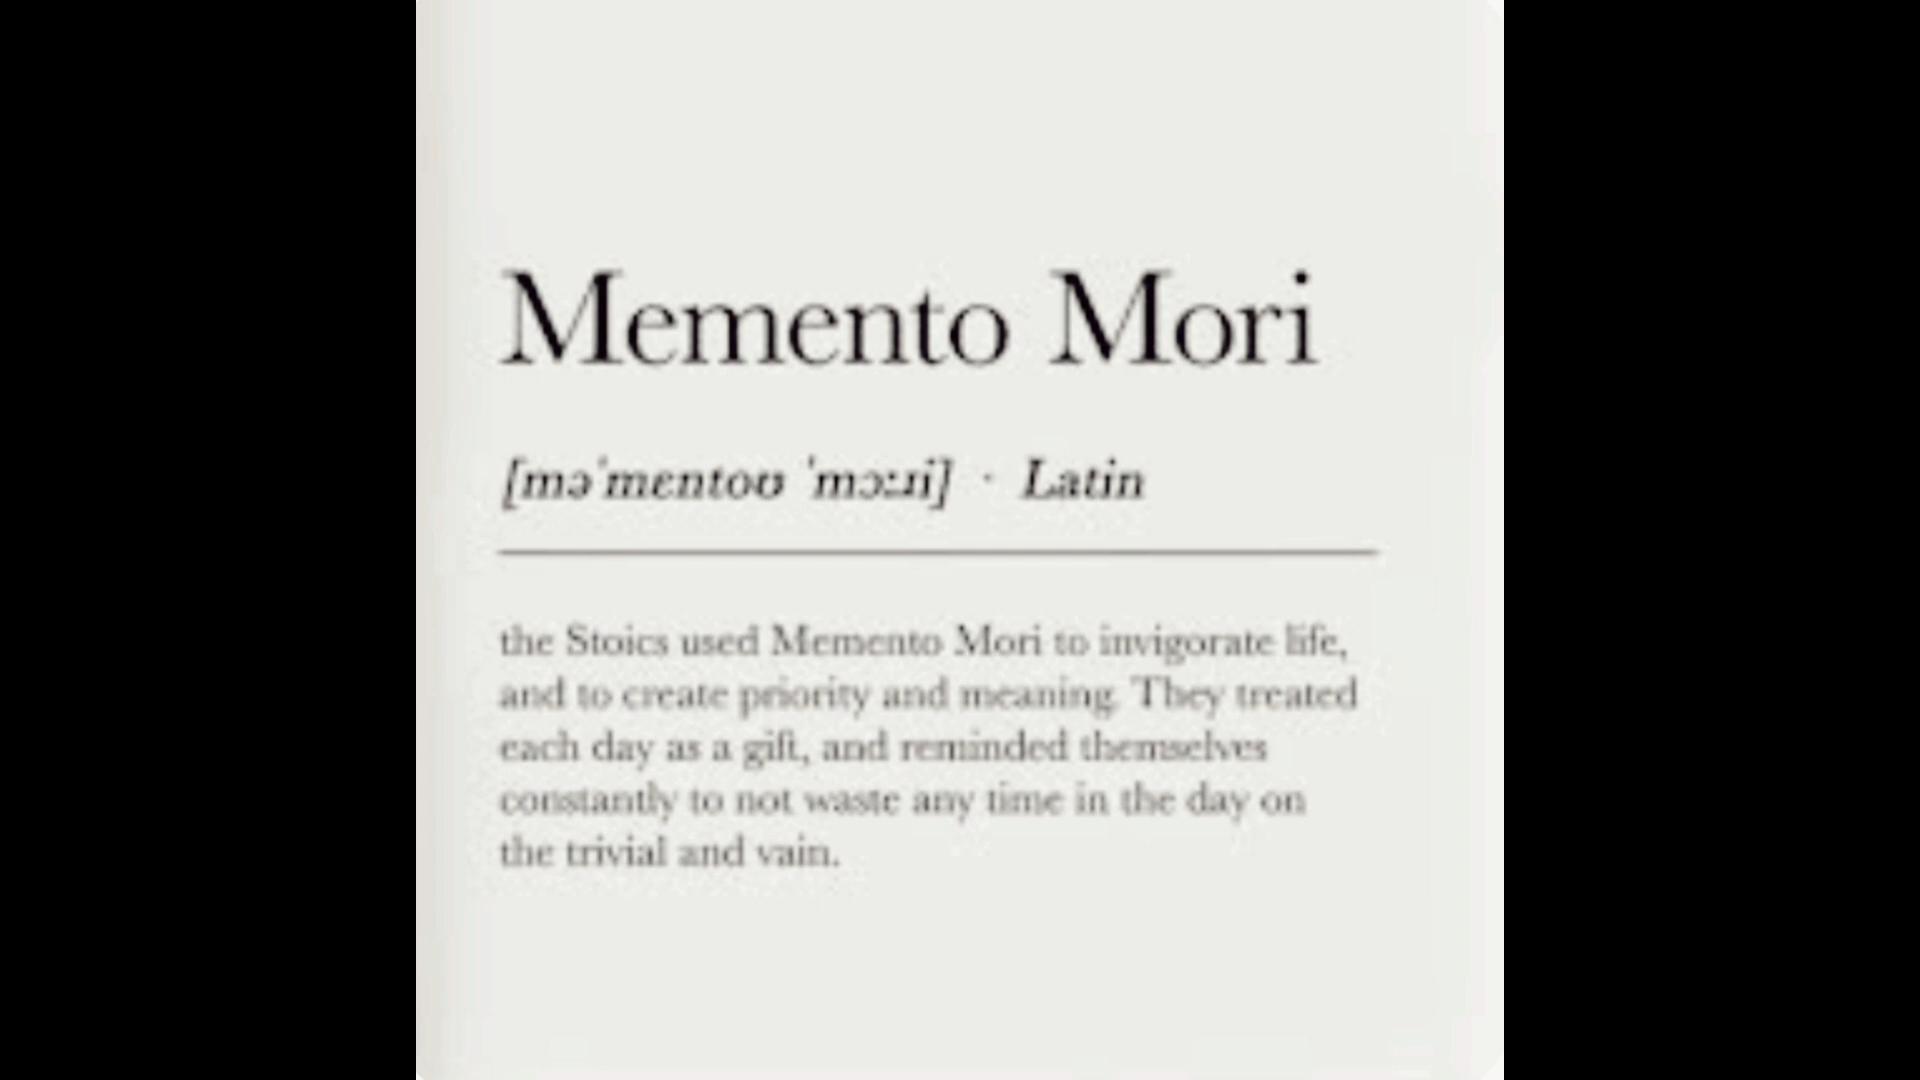 Memento Mori
[məˈmentoʊ ˈmɔːɹi] · Latin
the Stoics used Memento Mori to invigorate life,
and to create priority and meaning. They treated
each day as a gift, and reminded themselves
constantly to not waste any time in the day on
the trivial and vain.